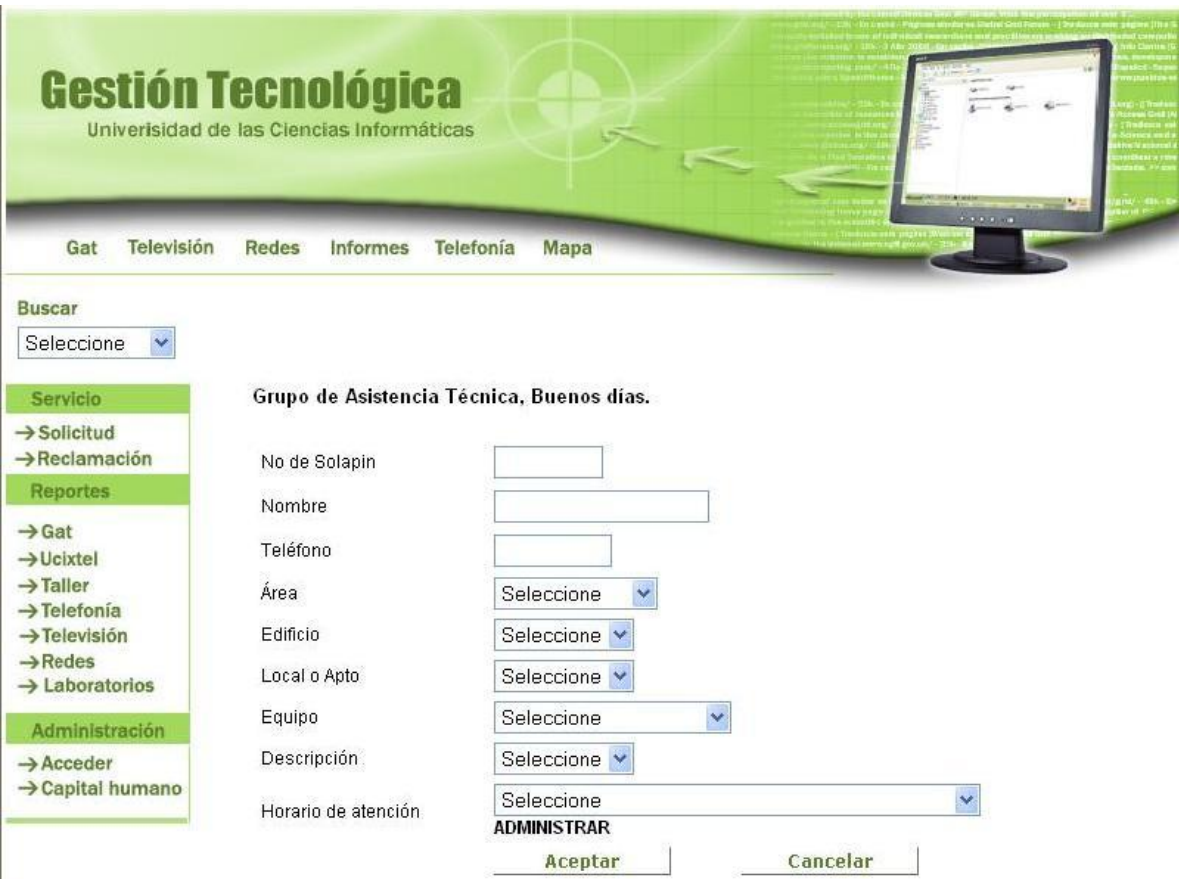 Gestión Tecnológica
Univerisidad de las Ciencias Informáticas
Gat Televisión Redes Informes Telefonía Mapa
Buscar
Seleccione
Servicio
Solicitud
Reclamación
Reportes
Gat
Ucixtel
Taller
Telefonía
Televisión
Redes
Laboratorios
Administración
Acceder
Capital humano
Grupo de Asistencia Técnica, Buenos días.
No de Solapin
Nombre
Teléfono
Área Seleccione
Edificio Seleccione
Local o Apto Seleccione
Equipo Seleccione
Descripción Seleccione
Horario de atención Seleccione
ADMINISTRAR
Aceptar Cancelar